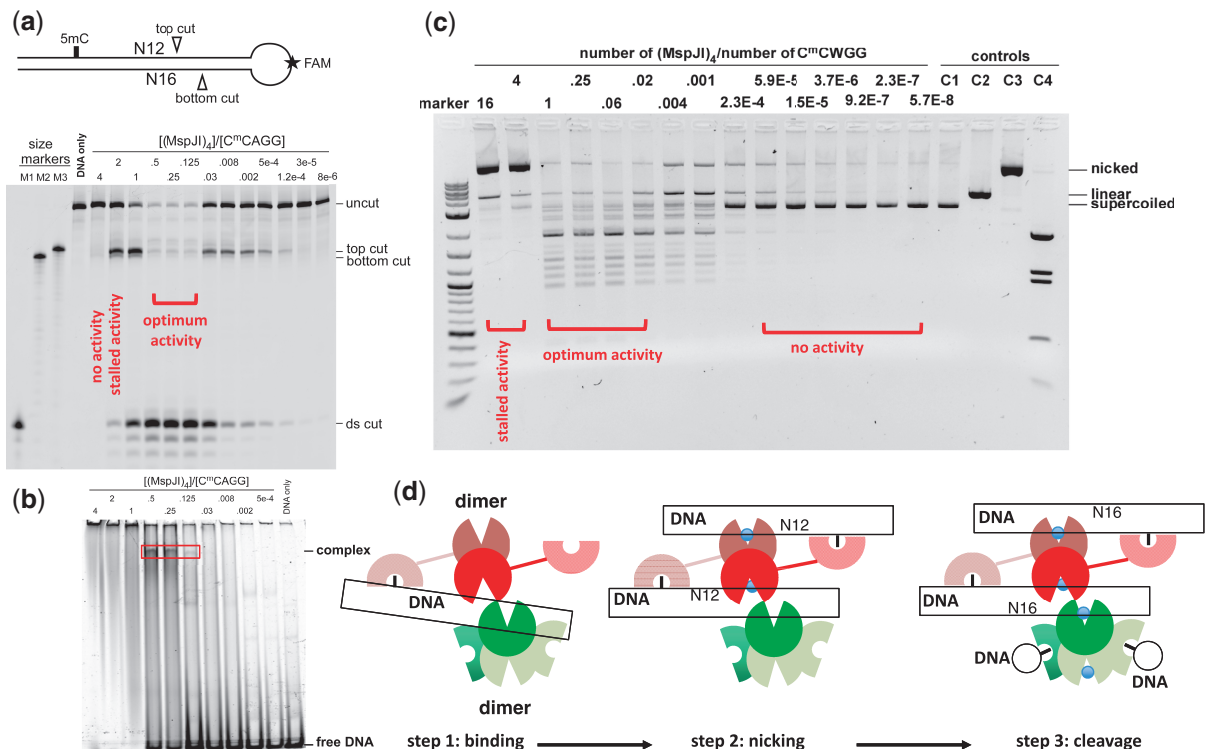 (a)
top cut
5mC
N12
FAM
N16
bottom cut
size
markers
M1 M2 M3
DNA only
[(MspJI)₄]/[CᵐCAGG]
2 .5 .125 .008 5e-4 3e-5
4 1 .25 .03 .002 1.2e-4 8e-6
uncut
top cut
bottom cut
no activity
stalled activity
optimum
activity
ds cut
(b)
[(MspJI)₄]/[CᵐCAGG]
2 .5 .125 .008 5e-4
4 1 .25 .03 .002
DNA only
complex
free DNA
(c)
number of (MspJI)₄/number of CᵐCWGG
controls
4 .25 .02 .001 5.9E-5 3.7E-6 2.3E-7 C1 C2 C3 C4
marker 16 1 .06 .004 2.3E-4 1.5E-5 9.2E-7 5.7E-8
nicked
linear
supercoiled
stalled activity
optimum activity
no activity
(d)
dimer
DNA
dimer
step 1: binding
DNA
N12
DNA
N12
step 2: nicking
DNA
N16
DNA
N16
DNA
DNA
step 3: cleavage